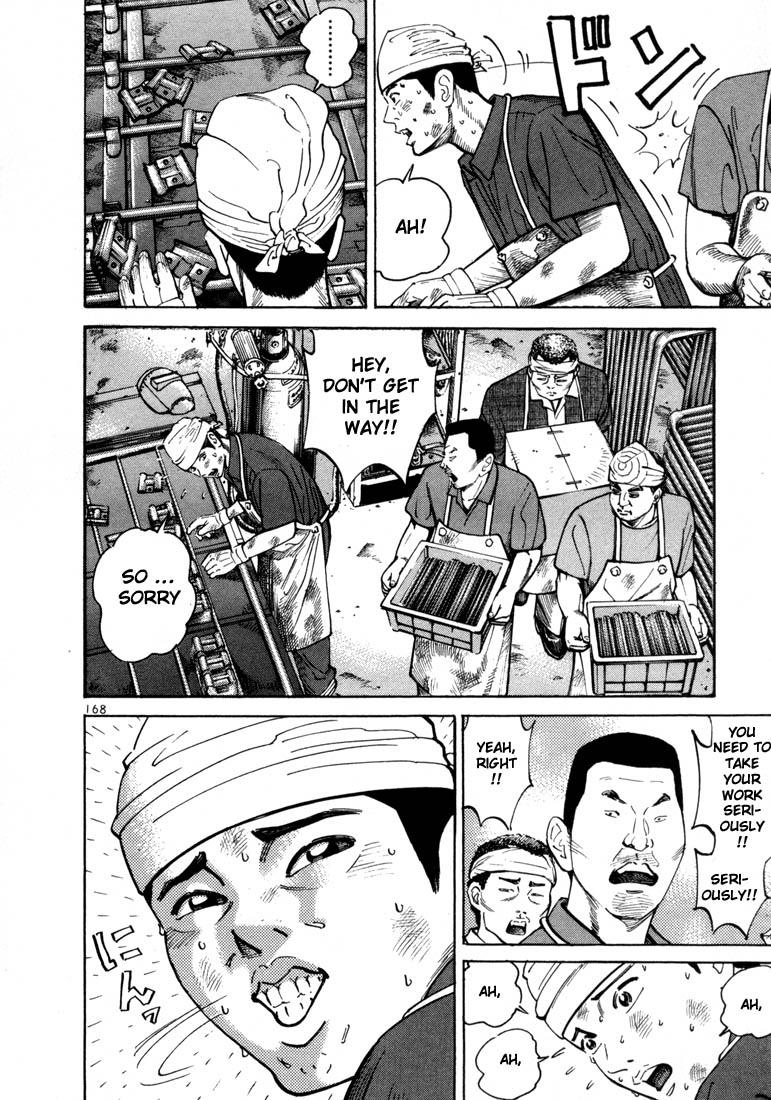 ドン
AH!
………
HEY,
DON'T GET
IN THE
WAY!!
SO ...
SORRY
168
YOU
NEED TO
TAKE
YOUR
WORK
SERI-
OUSLY
!!
SERI-
OUSLY!!
YEAH,
RIGHT
!!
AH,
AH,
AH,
にんっ